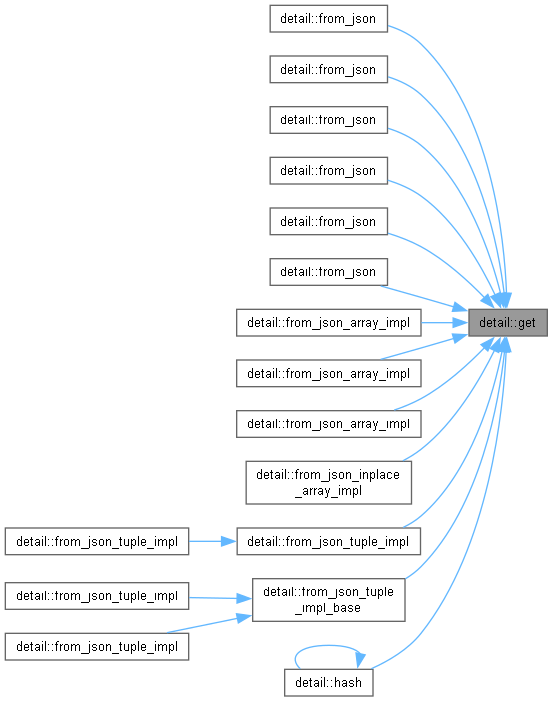 detail::from_json
detail::from_json
detail::from_json
detail::from_json
detail::from_json
detail::from_json
detail::get
detail::from_json_array_impl
detail::from_json_array_impl
detail::from_json_array_impl
detail::from_json_inplace
_array_impl
detail::from_json_tuple_impl
detail::from_json_tuple_impl
detail::from_json_tuple_impl
detail::from_json_tuple
_impl_base
detail::from_json_tuple_impl
detail::hash